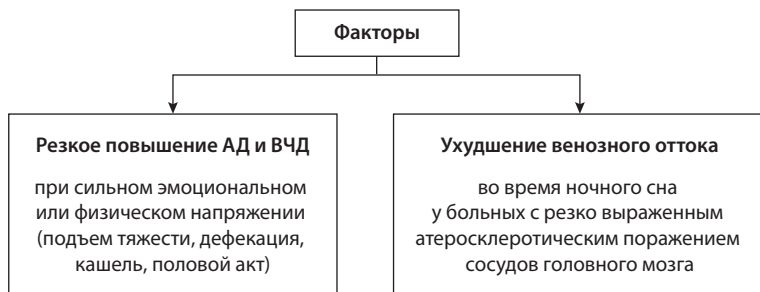 Факторы
Резкое повышение АД и ВЧД
при сильном эмоциональном
или физическом напряжении
(подъем тяжести, дефекация,
кашель, половой акт)
Ухудшение венозного оттока
во время ночного сна
у больных с резко выраженным
атеросклеротическим поражением
сосудов головного мозга